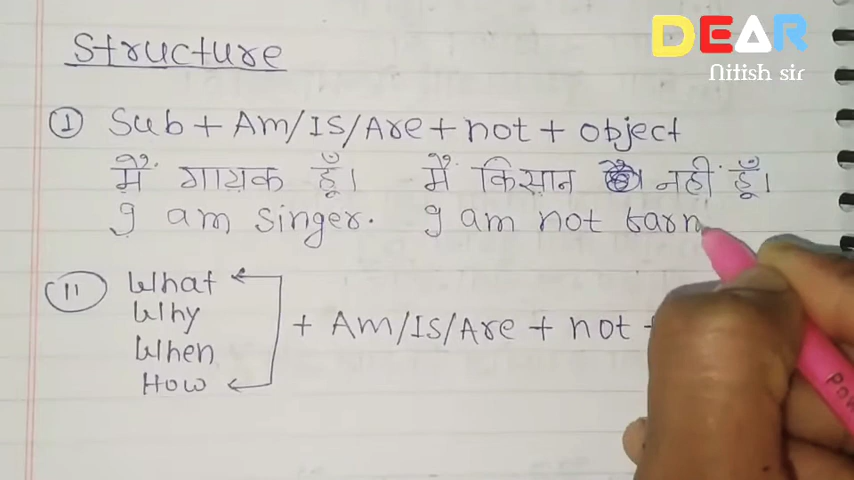 DEAR
Nitish sir
Structure
I Sub + Am/Is/Are + not + object
मैं गायक हूँ। मैं किसान नहीं हूँ।
I am singer. I am not farm
II What
Why
When
How
+ Am/Is/Are + not +